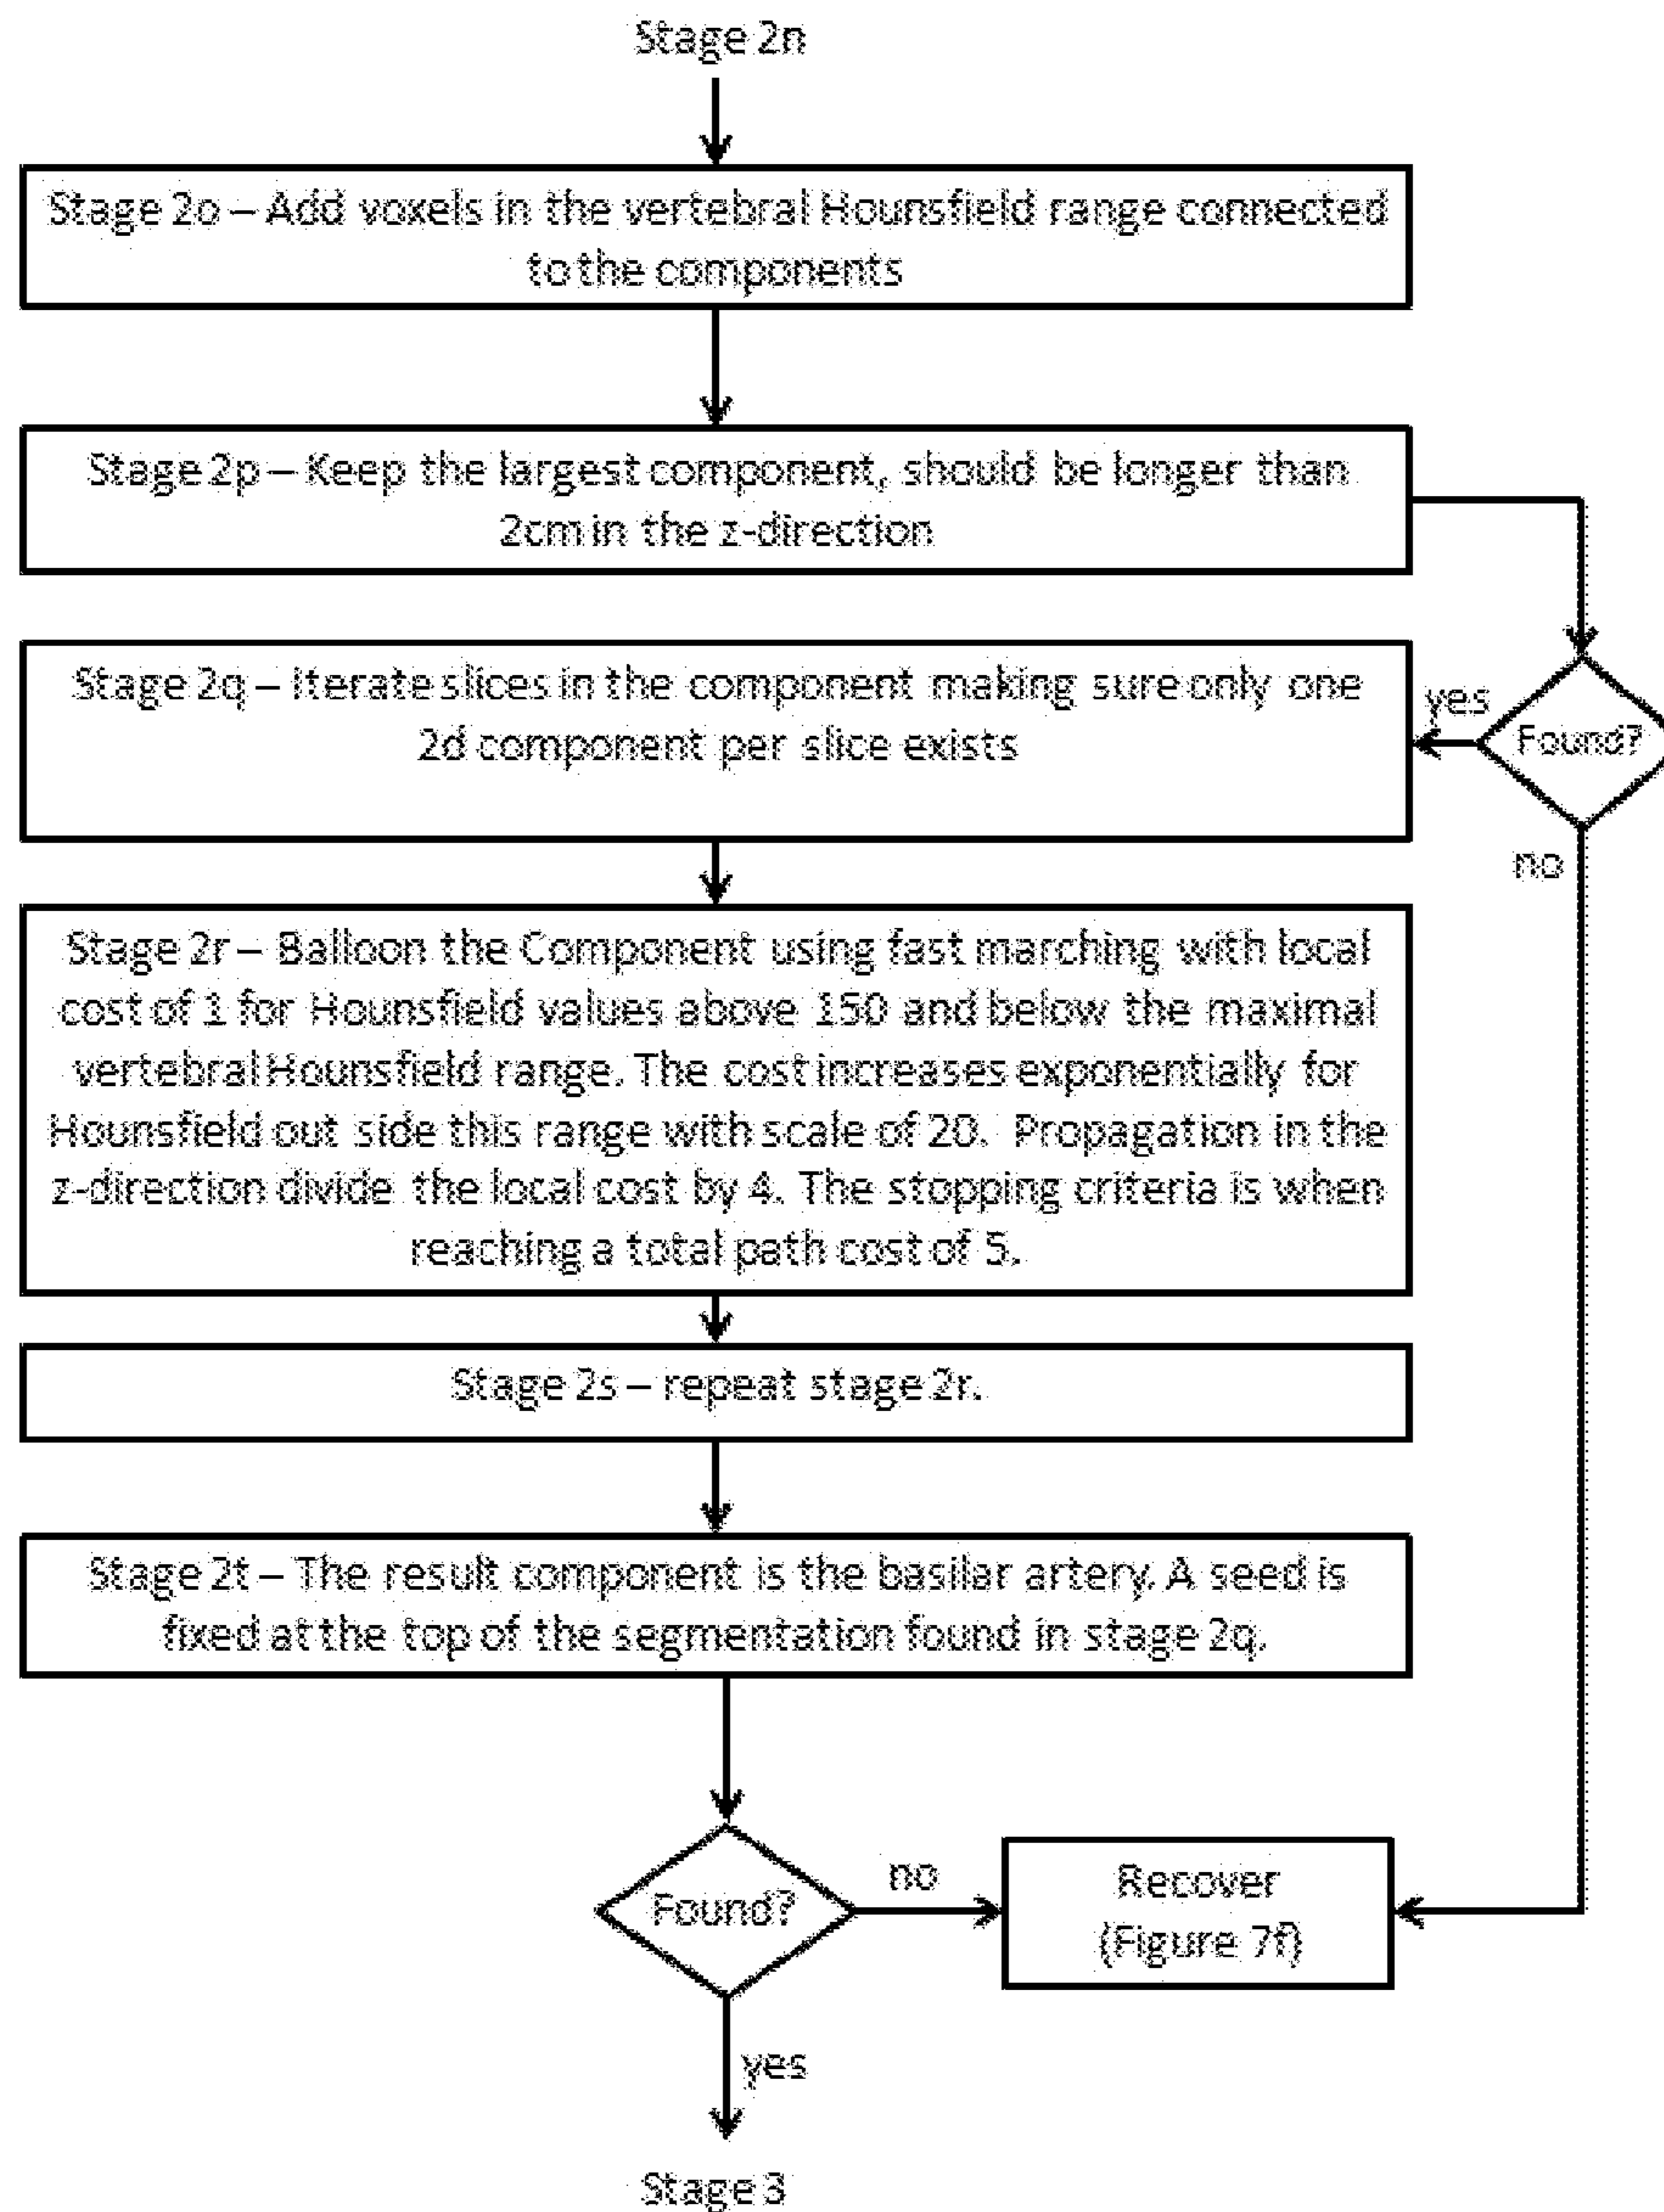 Stage 2n
Stage 2o – Add voxels in the vertebral Hounsfield range connected
to the components
Stage 2p – Keep the largest component, should be longer than
2cm in the z-direction
Stage 2q – Iterate slices in the component making sure only one
2d component per slice exists
yes
Found?
no
Stage 2r – Balloon the Component using fast marching with local
cost of 1 for Hounsfield values above 150 and below the maximal
vertebral Hounsfield range. The cost increases exponentially for
Hounsfield out side this range with scale of 20. Propagation in the
z-direction divide the local cost by 4. The stopping criteria is when
reaching a total path cost of 5.
Stage 2s – repeat stage 2r.
Stage 2t – The result component is the basilar artery. A seed is
fixed at the top of the segmentation found in stage 2q.
Found?
no
Recover
(Figure 7f)
yes
Stage 3